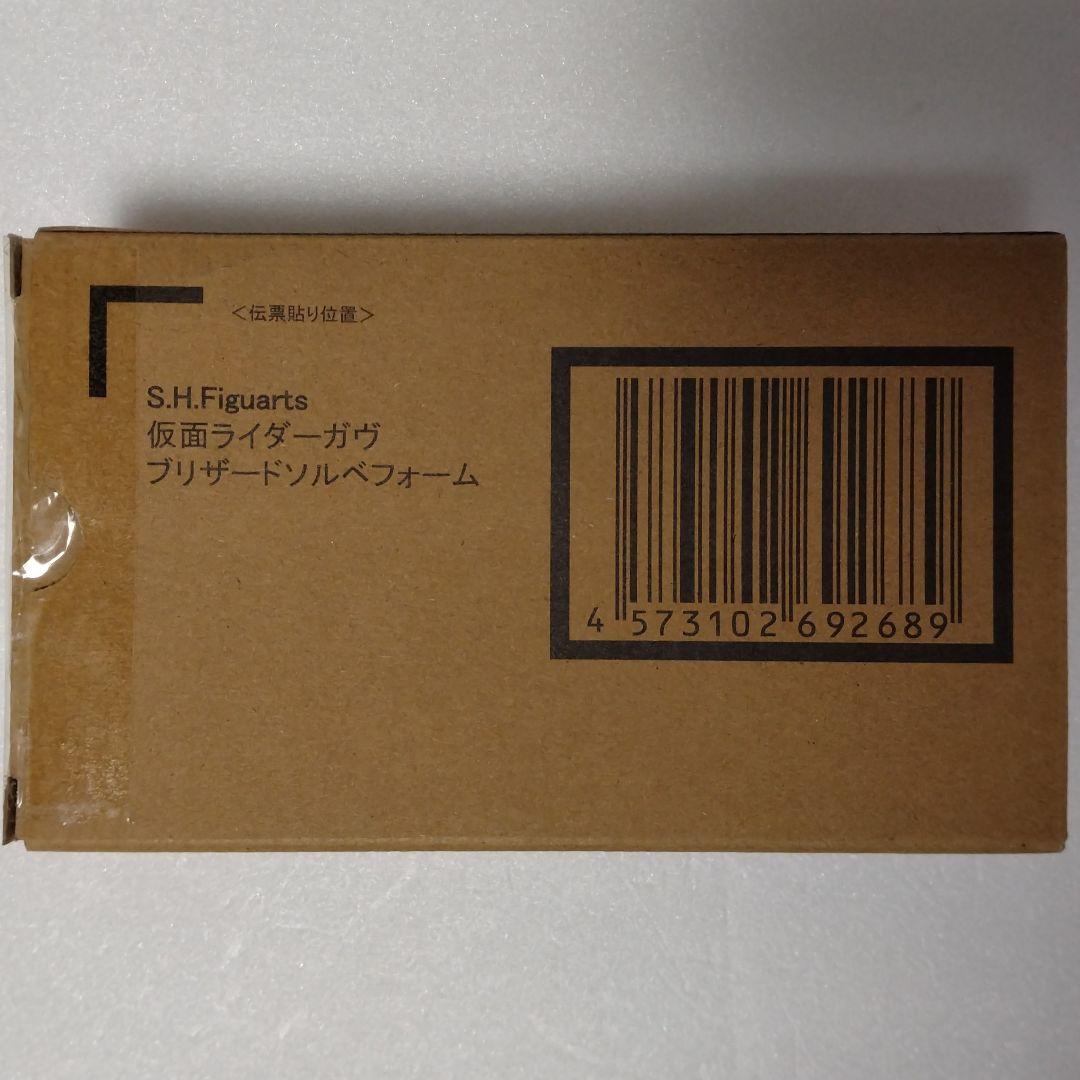 <伝票貼り位置>
S.H.Figuarts
仮面ライダーガヴ
ブリザードソルベフォーム
4 573102 692689